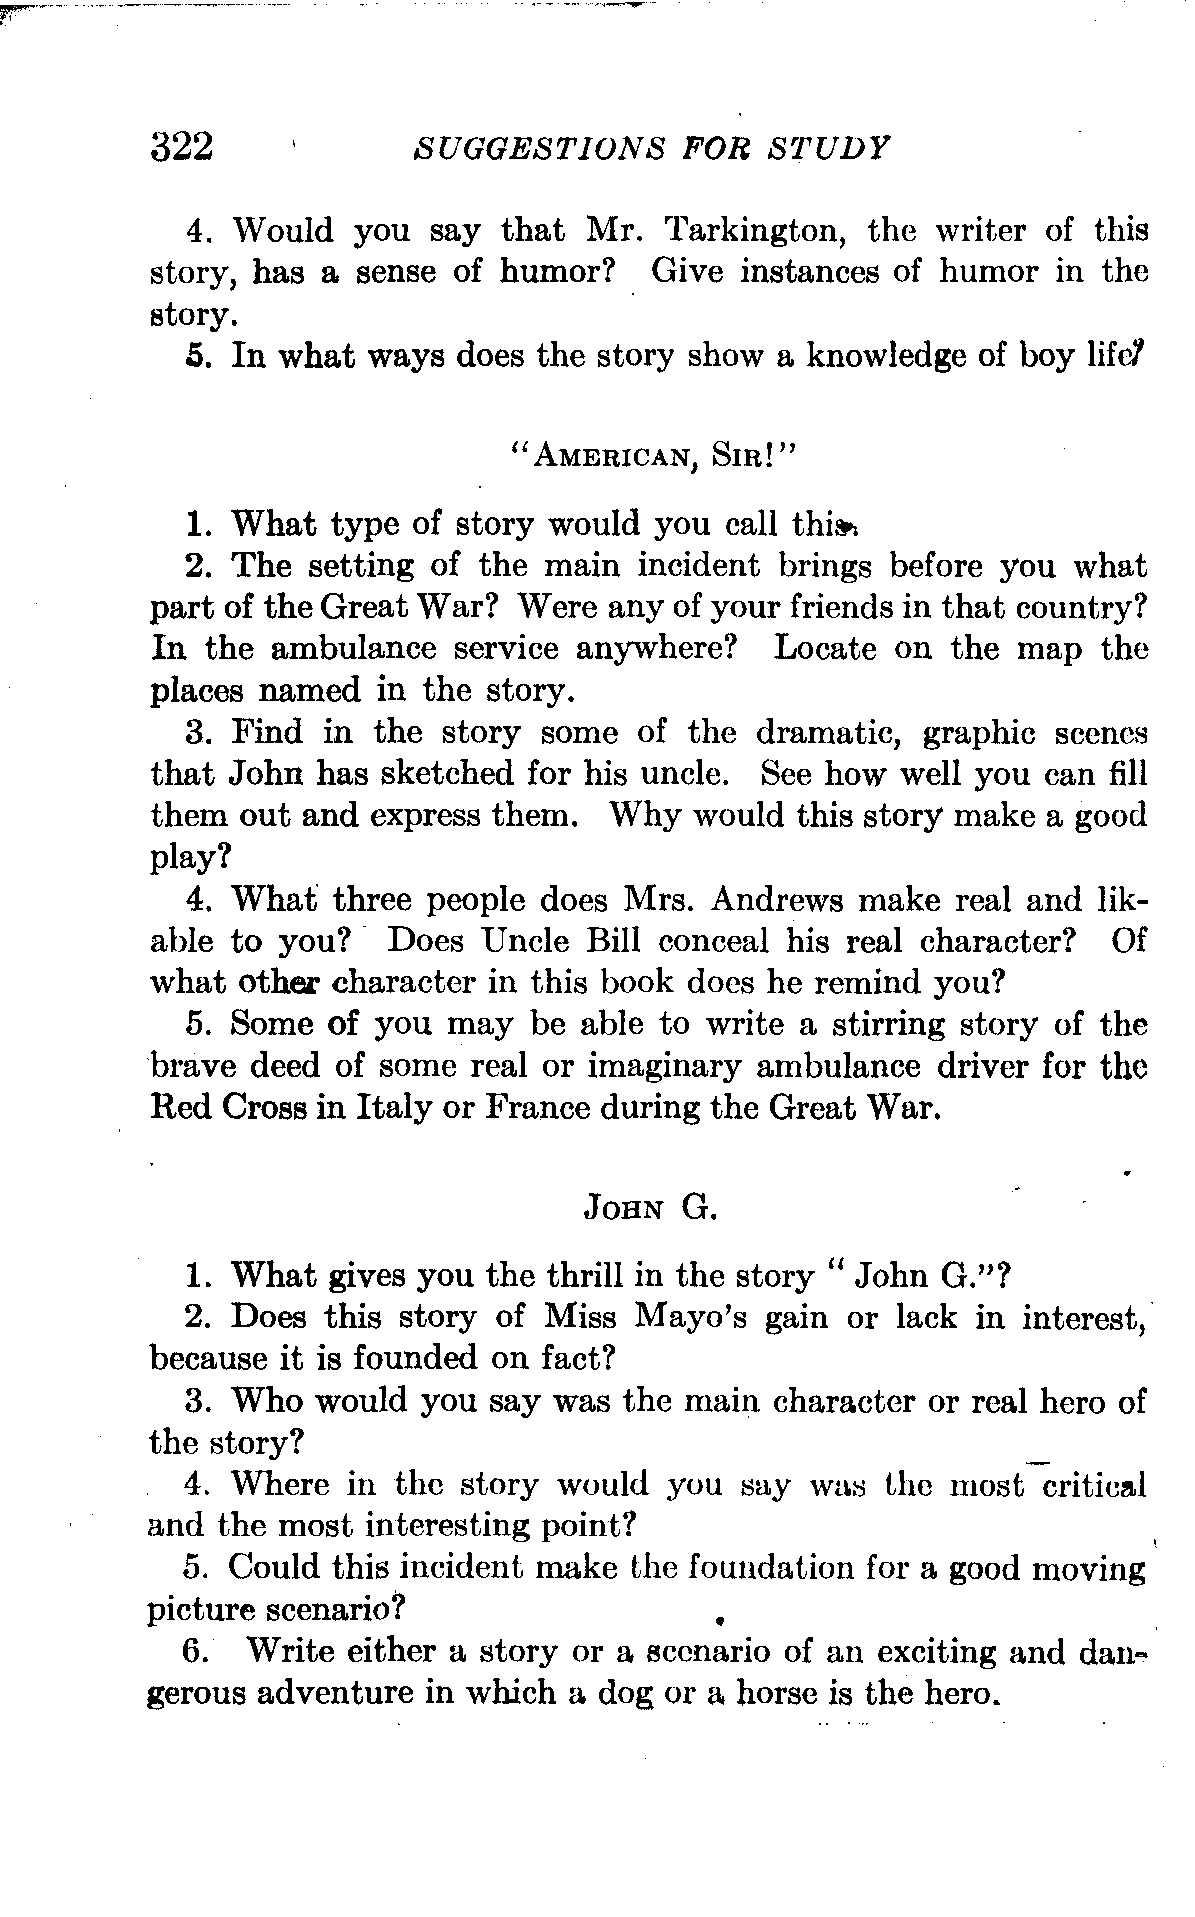 322 SUGGESTIONS FOR STUDY
4. Would you say that Mr. Tarkington, the writer of this
story, has a sense of humor? Give instances of humor in the
story.
5. In what ways does the story show a knowledge of boy life?
"AMERICAN, SIR!"
1. What type of story would you call this
2. The setting of the main incident brings before you what
part of the Great War? Were any of your friends in that country?
In the ambulance service anywhere? Locate on the map the
places named in the story.
3. Find in the story some of the dramatic, graphic scenes
that John has sketched for his uncle. See how well you can fill
them out and express them. Why would this story make a good
play?
4. What three people does Mrs. Andrews make real and lik-
able to you? Does Uncle Bill conceal his real character? Of
what other character in this book does he remind you?
5. Some of you may be able to write a stirring story of the
brave deed of some real or imaginary ambulance driver for the
Red Cross in Italy or France during the Great War.
JOHN G.
1. What gives you the thrill in the story "John G."?
2. Does this story of Miss Mayo's gain or lack in interest,
because it is founded on fact?
3. Who would you say was the main character or real hero of
the story?
4. Where in the story would you say was the most critical
and the most interesting point?
5. Could this incident make the foundation for a good moving
picture scenario?
6. Write either a story or a scenario of an exciting and dan-
gerous adventure in which a dog or a horse is the hero.